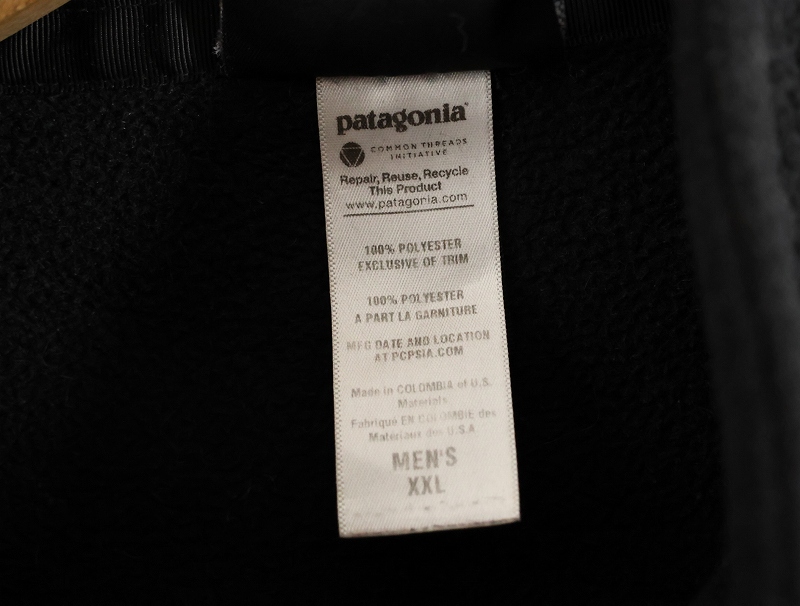 patagonia®
COMMON THREADS
INITIATIVE
Repair, Reuse, Recycle
This Product
www.patagonia.com
100% POLYESTER
EXCLUSIVE OF TRIM
100% POLYESTER
A PART LA GARNITURE
MFG DATE AND LOCATION
AT PCPSIA.COM
Made in COLOMBIA of U.S.
Materials
Fabriqué EN COLOMBIE des
Matériaux des U.S.A
MEN'S
XXL